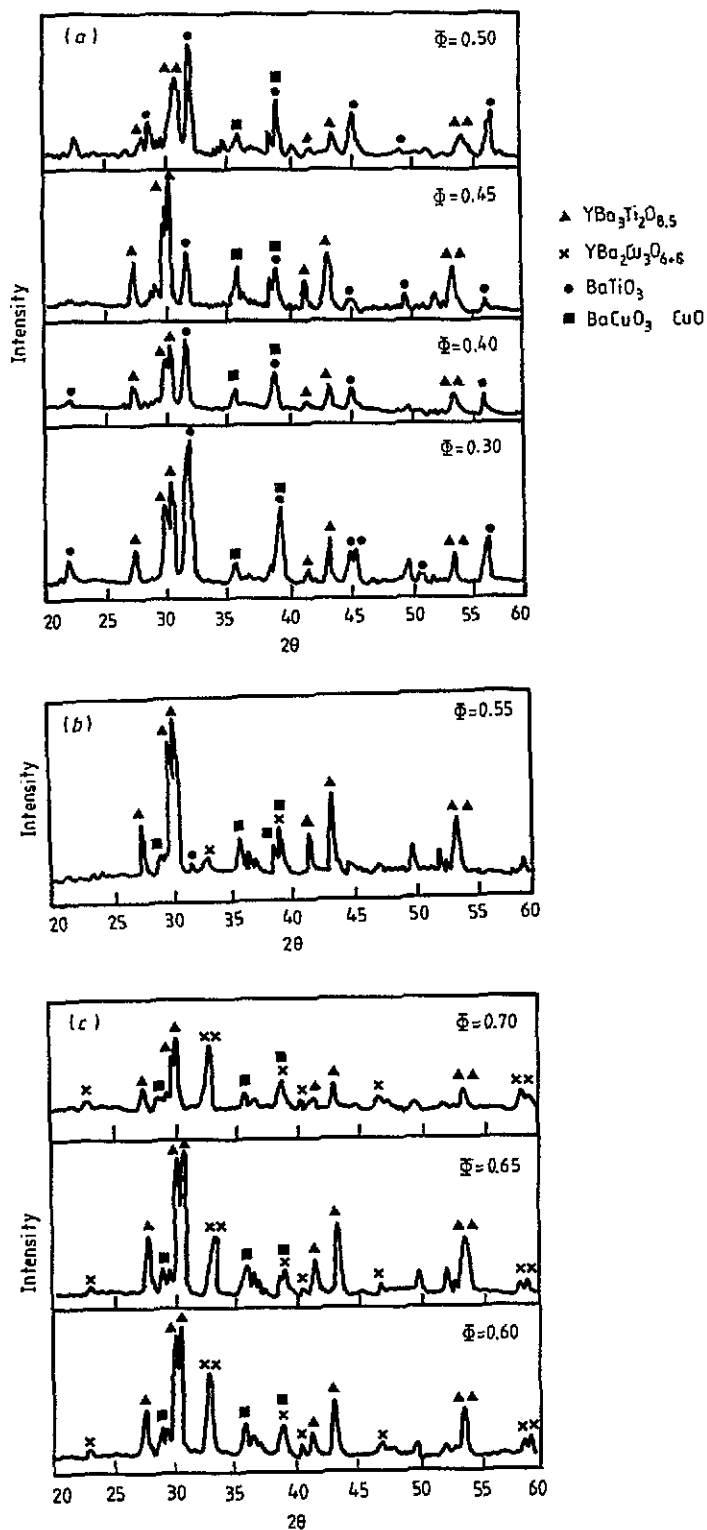 (a)
Φ=0.50
Φ=0.45
Φ=0.40
Φ=0.30
Intensity
20 25 30 35 40 45 50 55 60
2θ
▲ YBa₃Ti₂O₈.₅
× YBa₂Cu₃O₆₊δ
● BaTiO₃
■ BaCuO₃ CuO
(b)
Φ=0.55
Intensity
20 25 30 35 40 45 50 55 60
2θ
(c)
Φ=0.70
Φ=0.65
Φ=0.60
Intensity
20 25 30 35 40 45 50 55 60
2θ